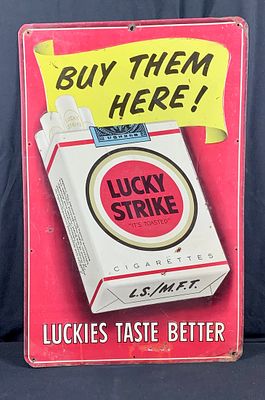 BUY THEM
HERE!
LUCKY
STRIKE
"IT'S TOASTED"
CIGARETTES
L.S./M.F.T.
LUCKIES TASTE BETTER